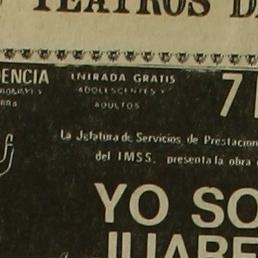 TEATROS D
DENCIA
ENTRADA GRATIS
ADOLESCENTES Y
ADULTOS
7
La Jefatura de Servicios de Prestacion
del IMSS. presenta la obra
YO SO
JUARE